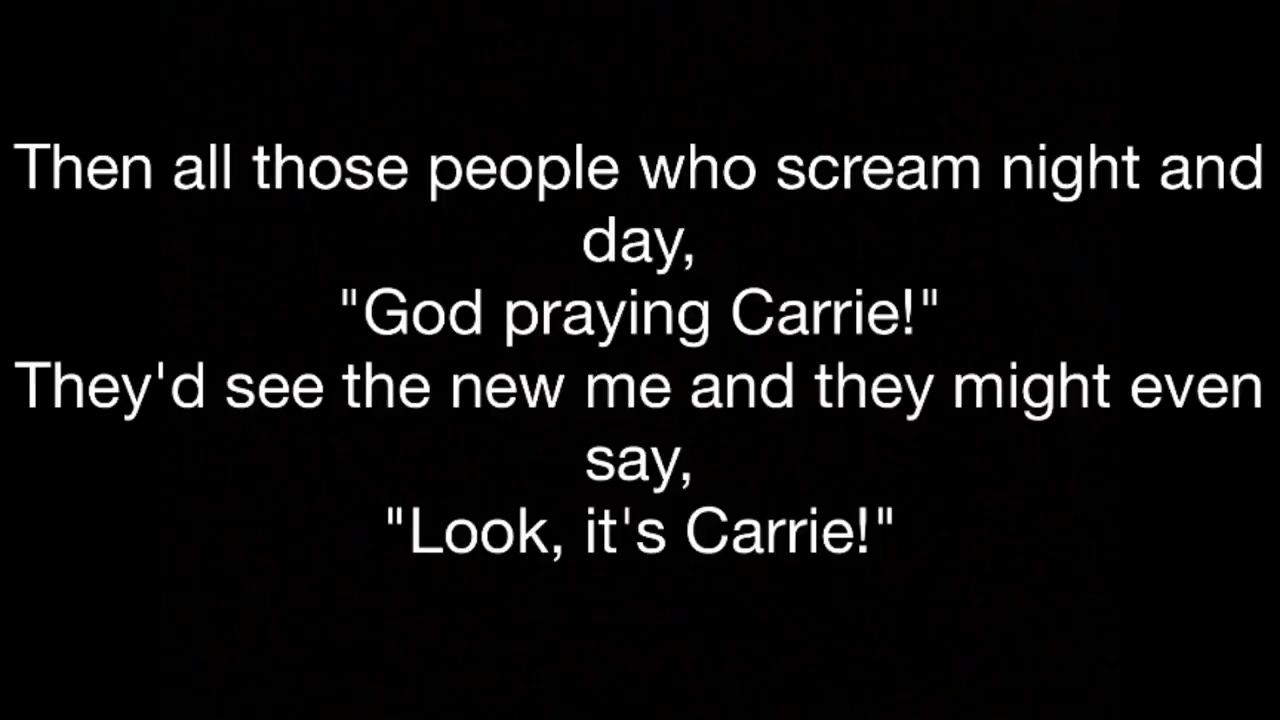 Then all those people who scream night and
day,
"God praying Carrie!"
They'd see the new me and they might even
say,
"Look, it's Carrie!"